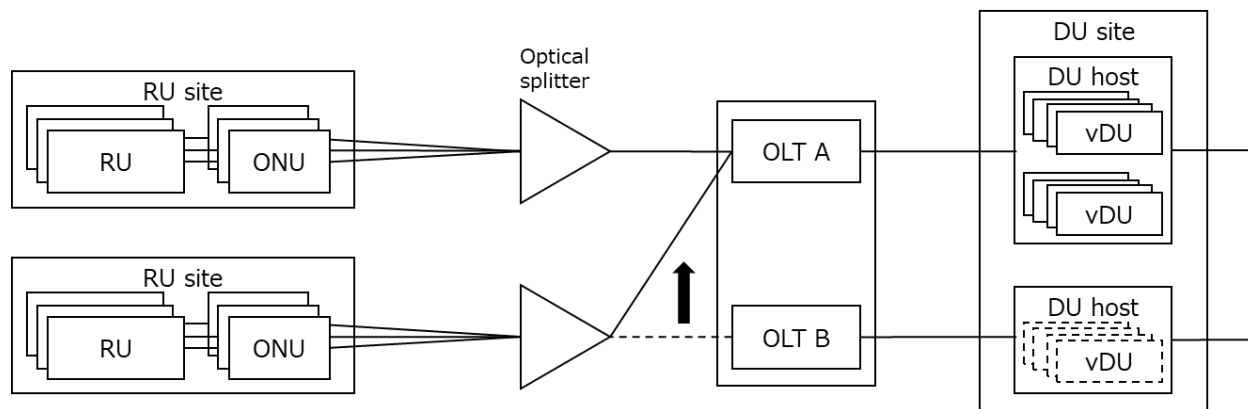 Optical
splitter
RU site
RU
ONU
RU site
RU
ONU
OLT A
OLT B
DU site
DU host
vDU
vDU
DU host
vDU